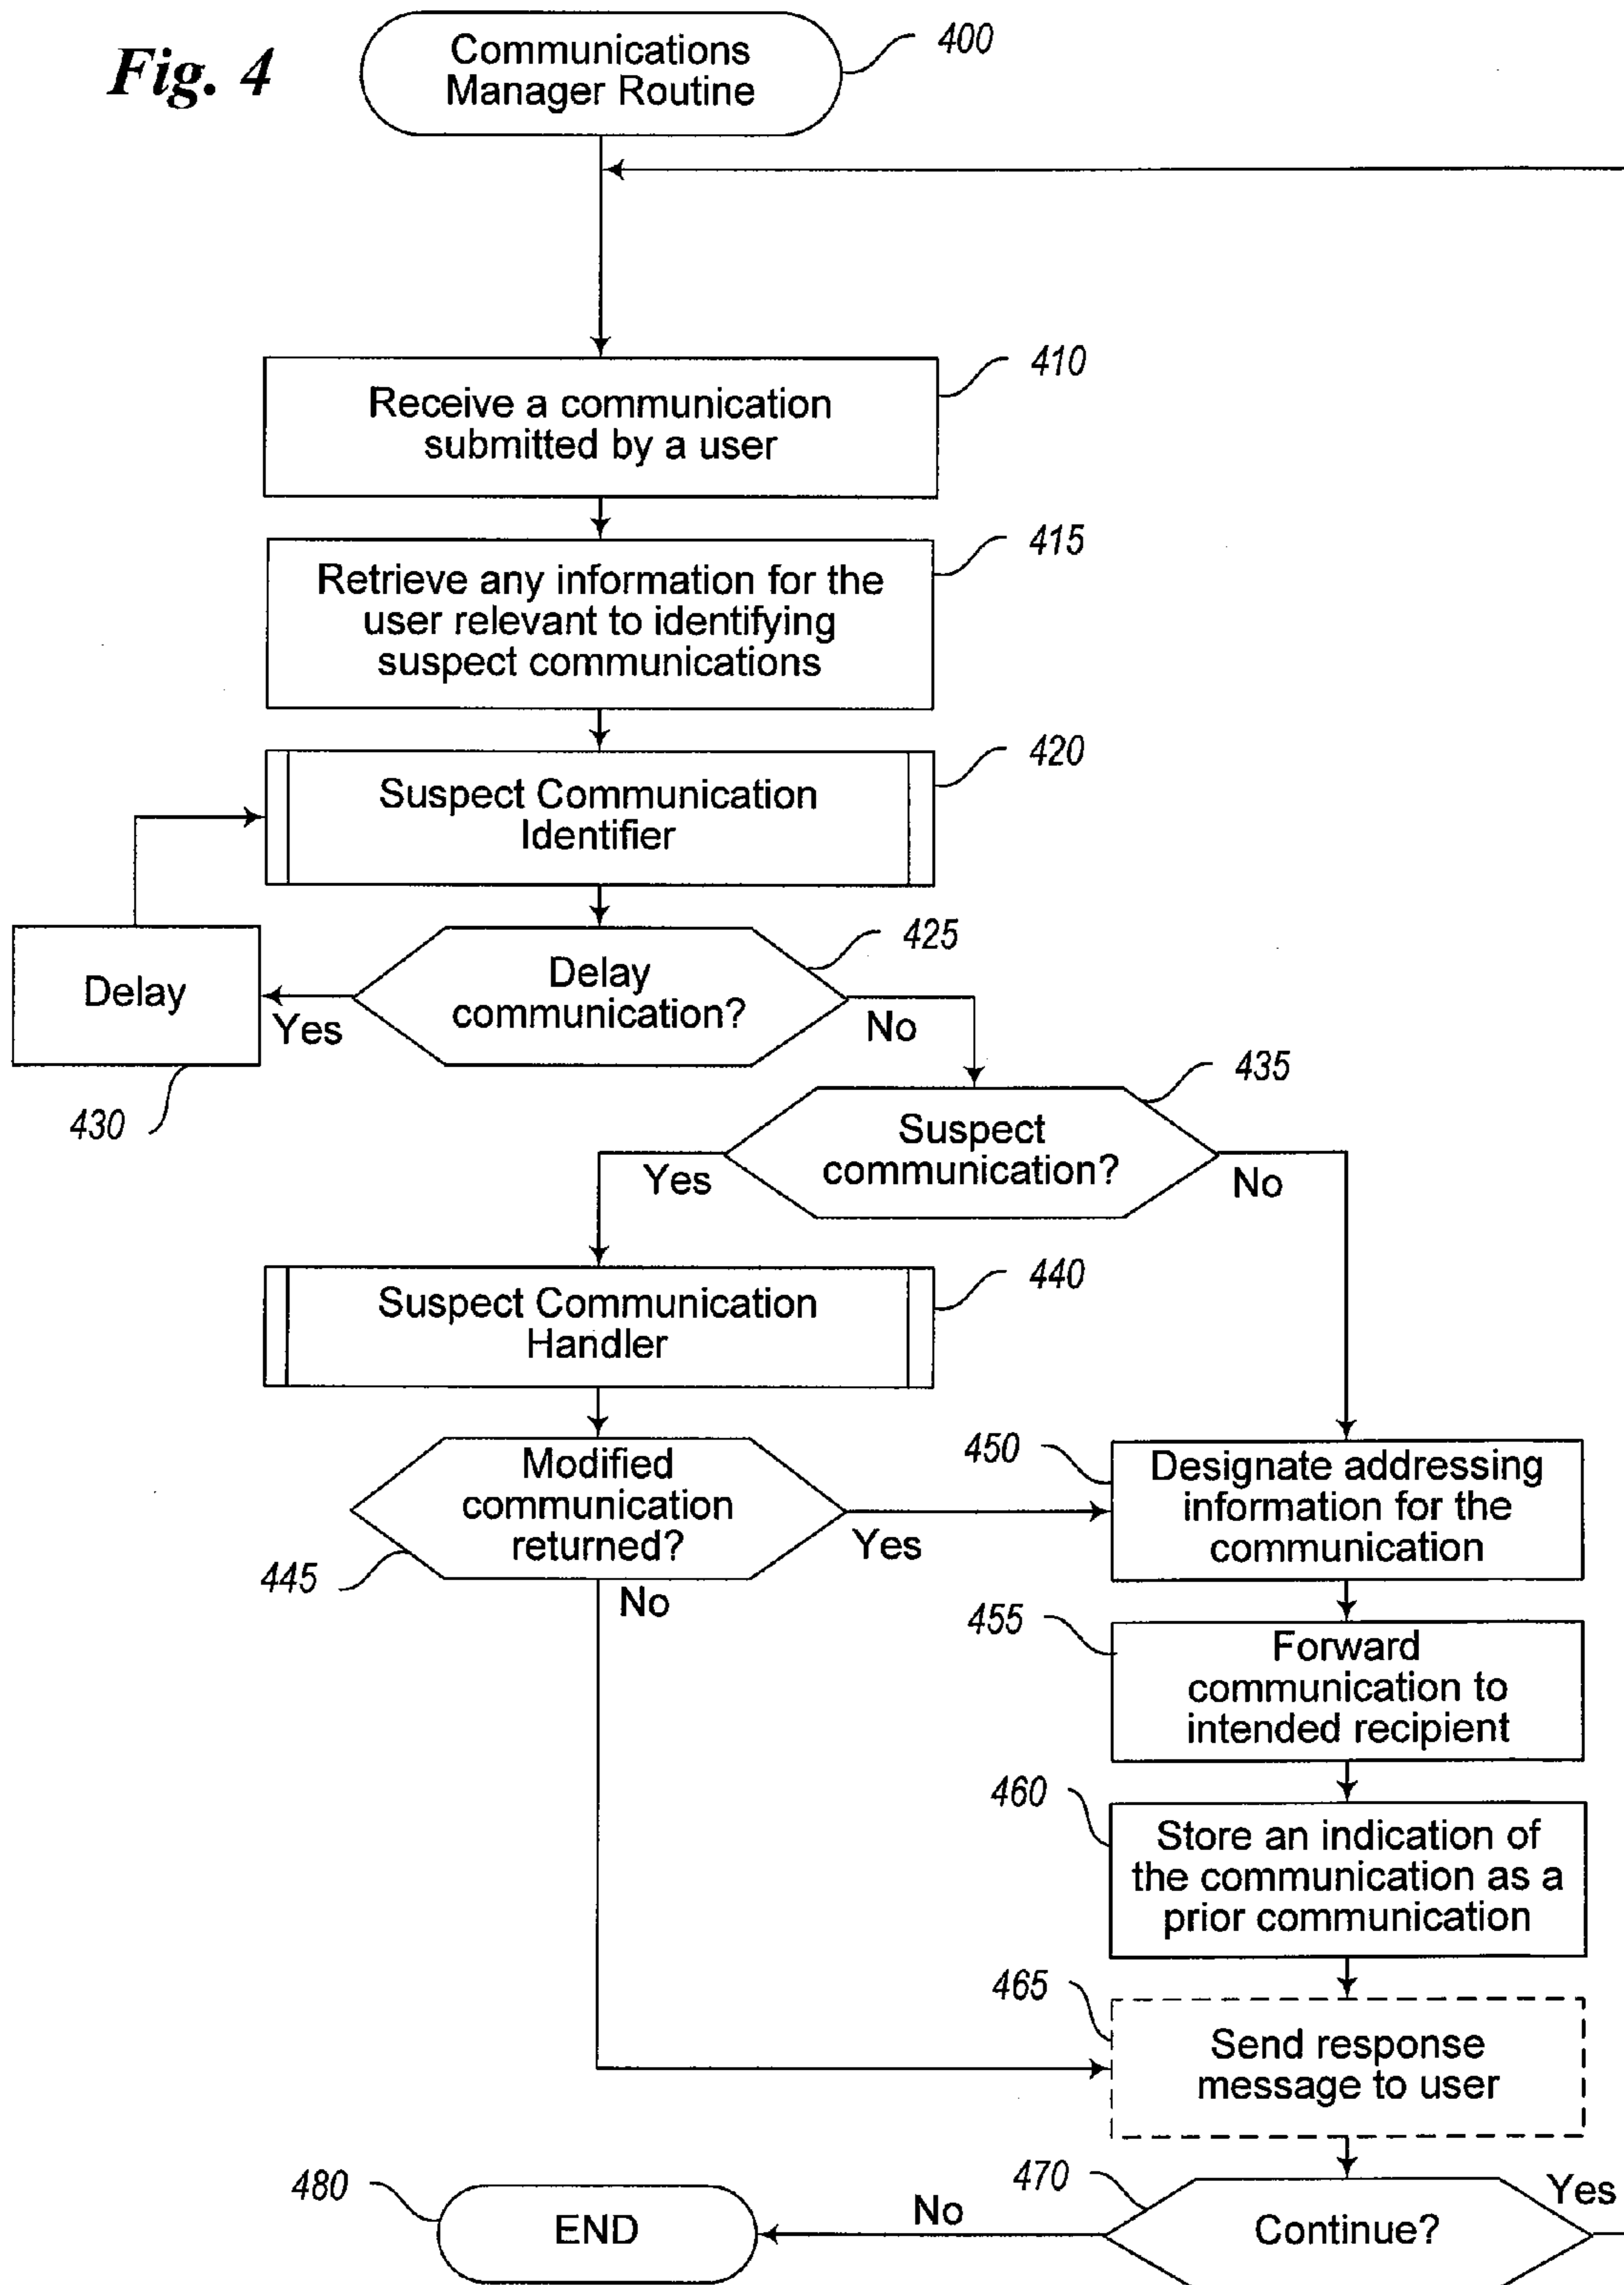 Fig. 4
Communications
Manager Routine
400
410
Receive a communication
submitted by a user
415
Retrieve any information for the
user relevant to identifying
suspect communications
420
Suspect Communication
Identifier
425
Delay
communication?
Delay
Yes
No
430
435
Suspect
communication?
Yes
No
440
Suspect Communication
Handler
Modified
communication
returned?
445
Yes
No
450
Designate addressing
information for the
communication
455
Forward
communication to
intended recipient
460
Store an indication of
the communication as a
prior communication
465
Send response
message to user
470
Continue?
Yes
No
480
END